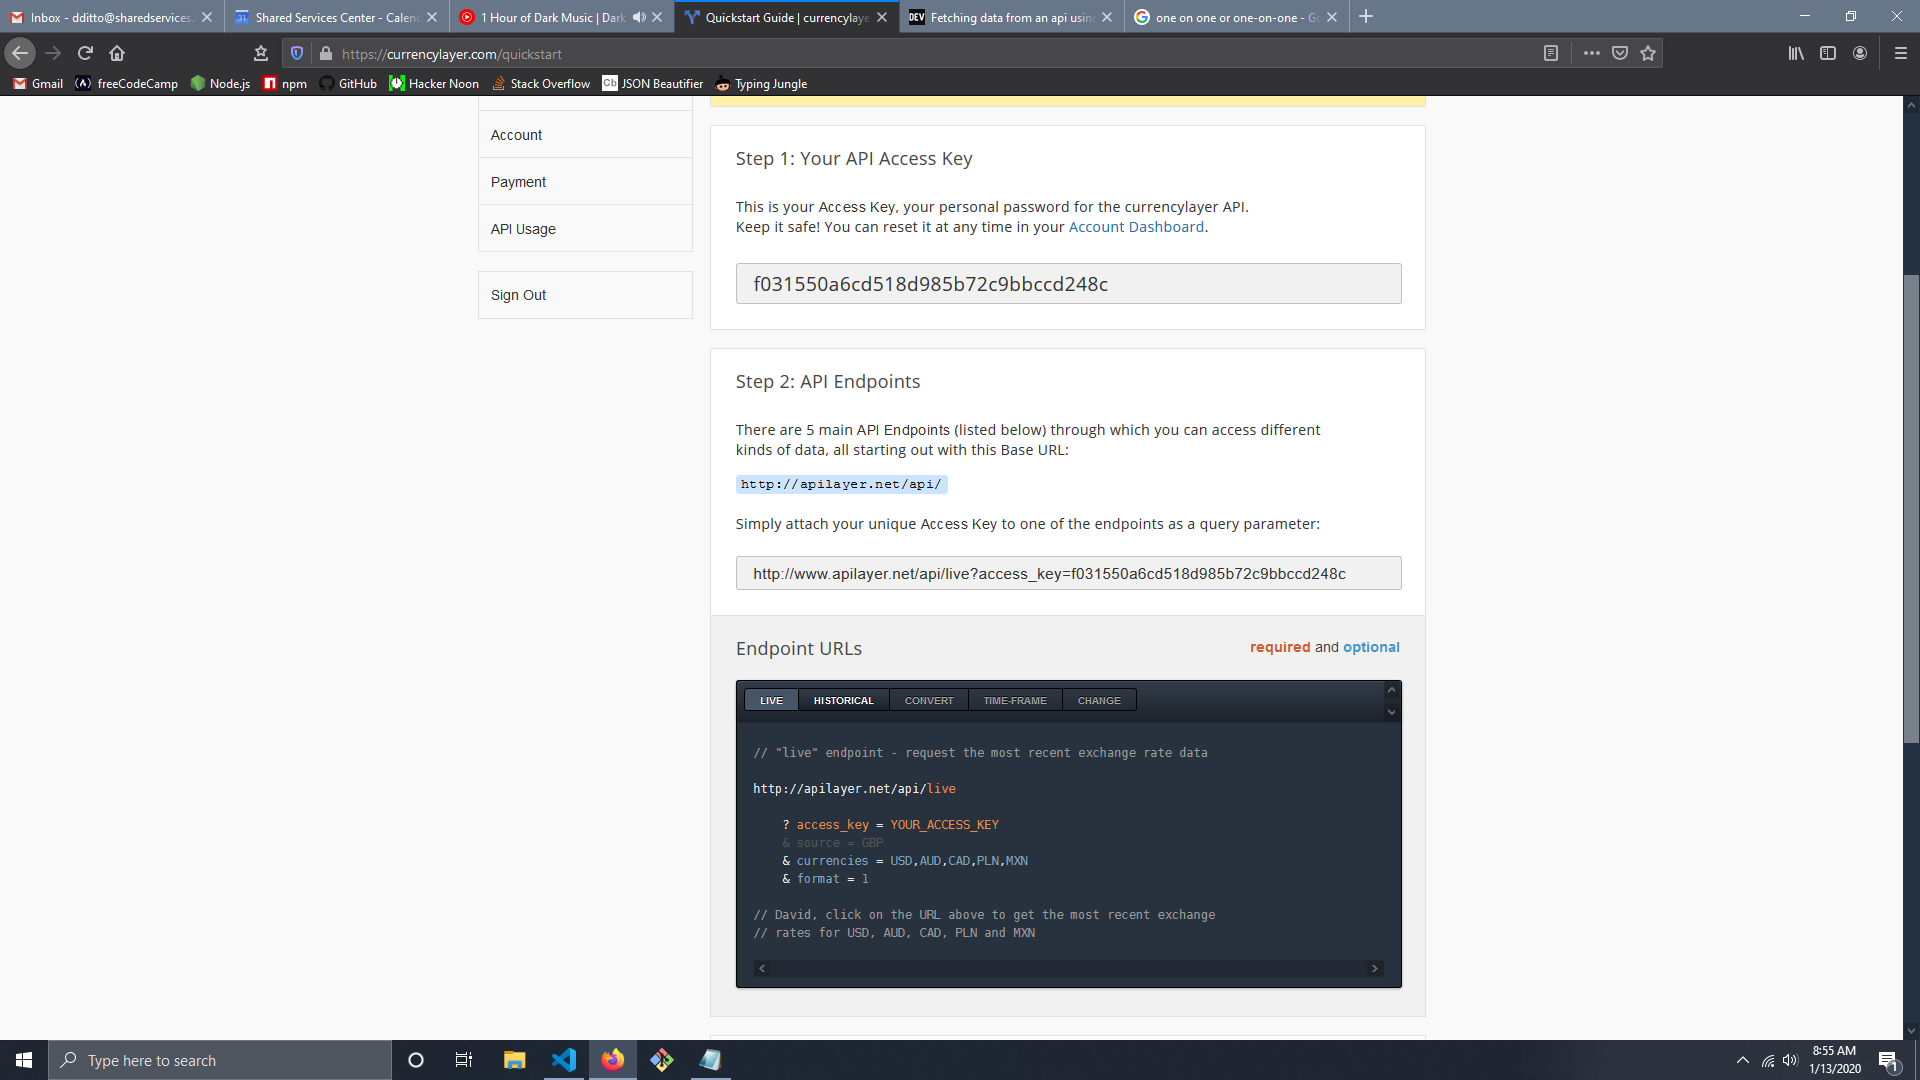 Inbox - dditto@sharedservices.
Shared Services Center - Calen
1 Hour of Dark Music | Dark
Quickstart Guide | currencylaye
DEV Fetching data from an api usin
one on one or one-on-one - Go
https://currencylayer.com/quickstart
Gmail
freeCodeCamp
Node.js
npm
GitHub
Hacker Noon
Stack Overflow
Cb JSON Beautifier
Typing Jungle
Account
Payment
API Usage
Sign Out
Step 1: Your API Access Key
This is your Access Key, your personal password for the currencylayer API.
Keep it safe! You can reset it at any time in your Account Dashboard.
f031550a6cd518d985b72c9bbccd248c
Step 2: API Endpoints
There are 5 main API Endpoints (listed below) through which you can access different
kinds of data, all starting out with this Base URL:
http://apilayer.net/api/
Simply attach your unique Access Key to one of the endpoints as a query parameter:
http://www.apilayer.net/api/live?access_key=f031550a6cd518d985b72c9bbccd248c
Endpoint URLs
required and optional
LIVE HISTORICAL CONVERT TIME-FRAME CHANGE
// "live" endpoint - request the most recent exchange rate data
http://apilayer.net/api/live
? access_key = YOUR_ACCESS_KEY
& source = GBP
& currencies = USD,AUD,CAD,PLN,MXN
& format = 1
// David, click on the URL above to get the most recent exchange
// rates for USD, AUD, CAD, PLN and MXN
Type here to search
8:55 AM
1/13/2020
1